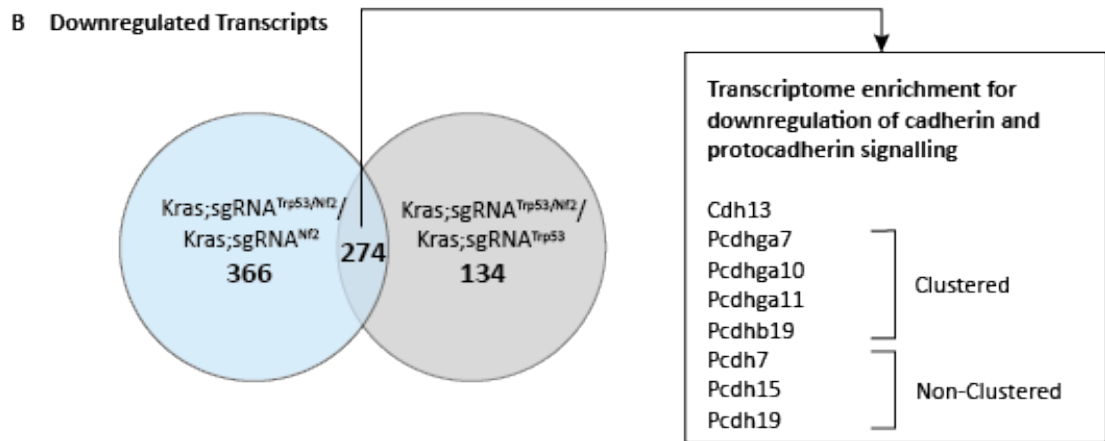 B Downregulated Transcripts
Kras;sgRNA^Trp53/Nf2/
Kras;sgRNA^Nf2
366
274
Kras;sgRNA^Trp53/Nf2/
Kras;sgRNA^Trp53
134
Transcriptome enrichment for
downregulation of cadherin and
protocadherin signalling
Cdh13
Pcdhga7
Pcdhga10
Pcdhga11
Pcdhb19
Clustered
Pcdh7
Pcdh15
Pcdh19
Non-Clustered